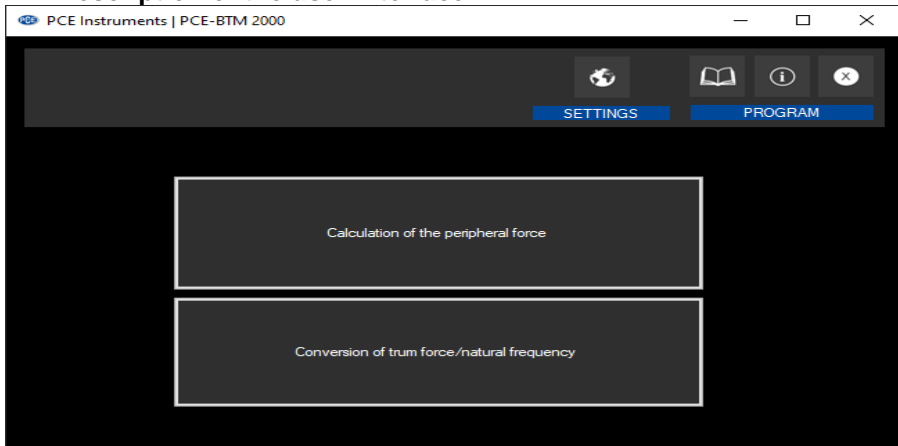 PCE Instruments | PCE-BTM 2000
SETTINGS
PROGRAM
Calculation of the peripheral force
Conversion of trum force/natural frequency